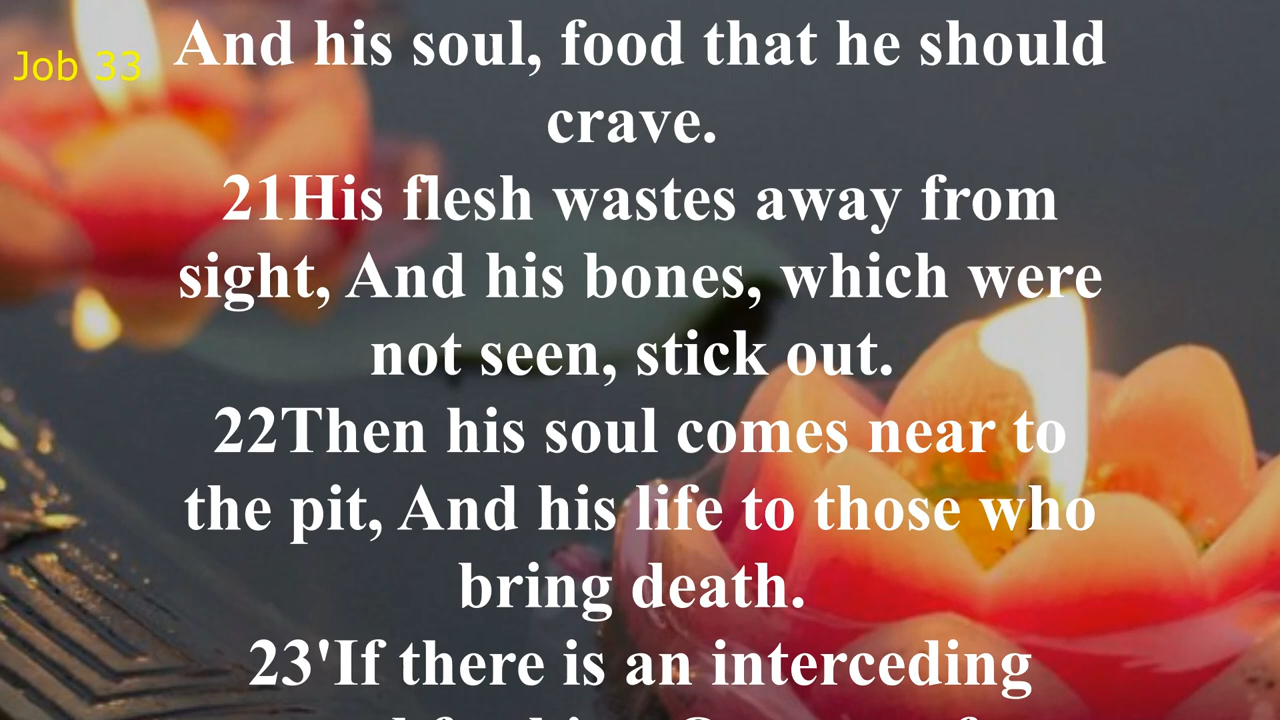 Job 33
And his soul, food that he should
crave.
21His flesh wastes away from
sight, And his bones, which were
not seen, stick out.
22Then his soul comes near to
the pit, And his life to those who
bring death.
23'If there is an interceding